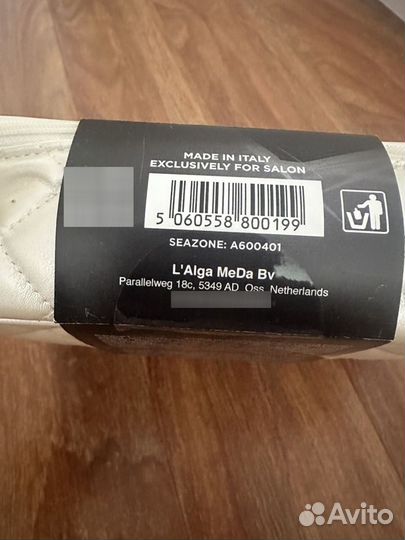 MADE IN ITALY
EXCLUSIVELY FOR SALON
5 060558 800199
SEAZONE: A600401
L'Alga MeDa Bv
Parallelweg 18c, 5349 AD, Oss, Netherlands
Avito